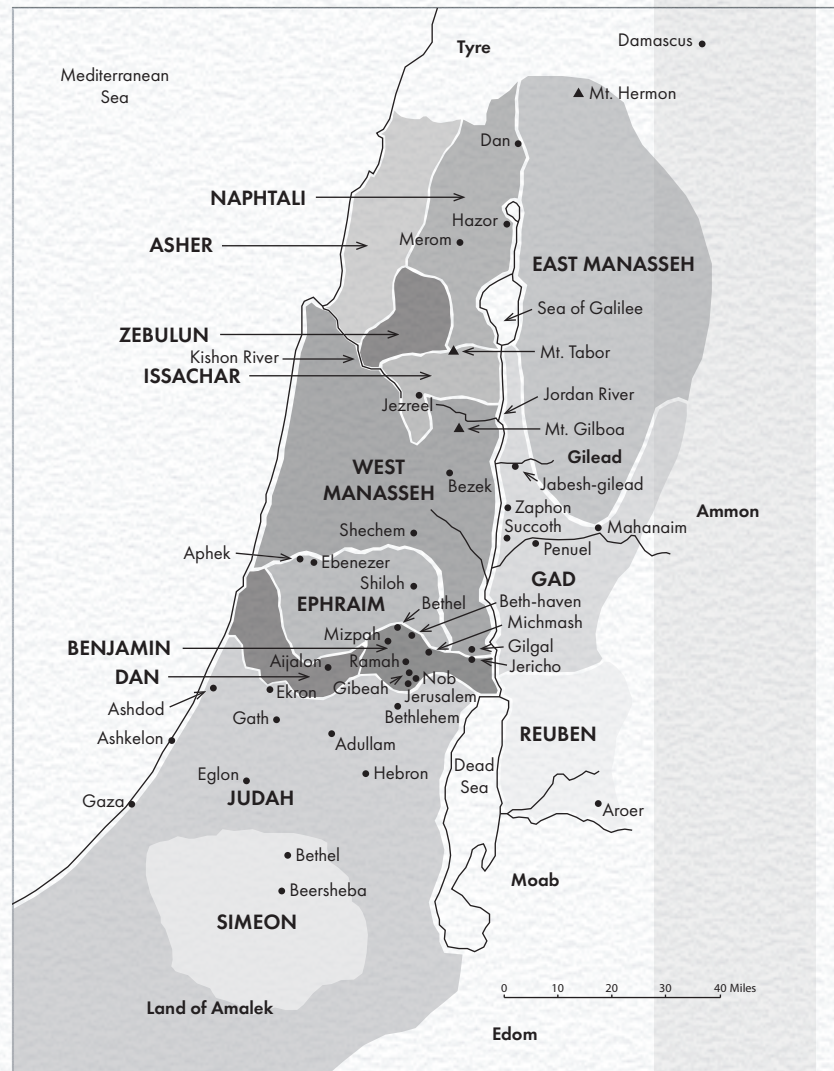 Tyre
Damascus
Mediterranean
Sea
Mt. Hermon
Dan
NAPHTALI
Hazor
ASHER
Merom
EAST MANASSEH
Sea of Galilee
ZEBULUN
Kishon River
Mt. Tabor
ISSACHAR
Jordan River
Jezreel
Mt. Gilboa
Gilead
WEST
MANASSEH
Bezek
Jabesh-gilead
Zaphon
Ammon
Succoth
Mahanaim
Shechem
Penuel
Aphek
Ebenezer
GAD
Shiloh
EPHRAIM
Bethel
Beth-haven
Michmash
Mizpah
BENJAMIN
Gilgal
Aijalon
Ramah
Jericho
DAN
Nob
Gibeah
Ekron
Jerusalem
Ashdod
Gath
Bethlehem
Ashkelon
Adullam
REUBEN
Dead
Sea
Eglon
Hebron
JUDAH
Gaza
Aroer
Bethel
Moab
Beersheba
SIMEON
0 10 20 30 40 Miles
Land of Amalek
Edom